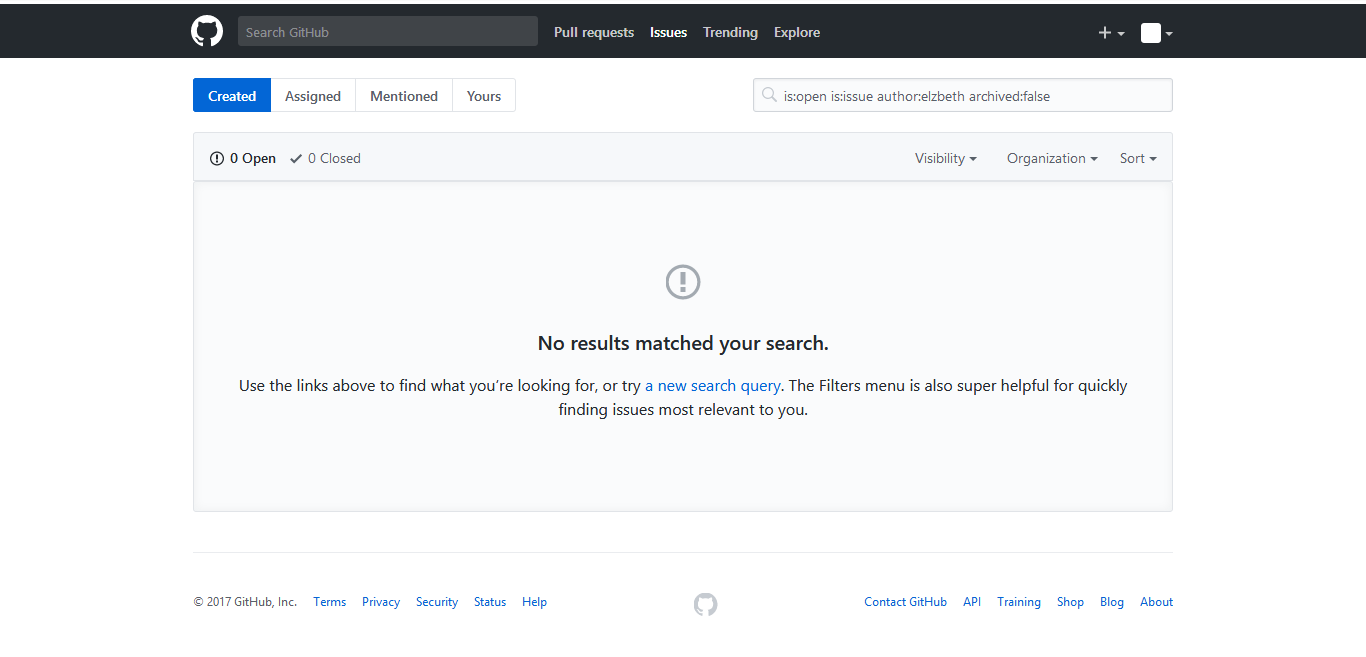 Search GitHub Pull requests Issues Trending Explore
Created Assigned Mentioned Yours is:open is:issue author:elzbeth archived:false
0 Open 0 Closed Visibility Organization Sort
No results matched your search.
Use the links above to find what you’re looking for, or try a new search query. The Filters menu is also super helpful for quickly
finding issues most relevant to you.
© 2017 GitHub, Inc. Terms Privacy Security Status Help Contact GitHub API Training Shop Blog About